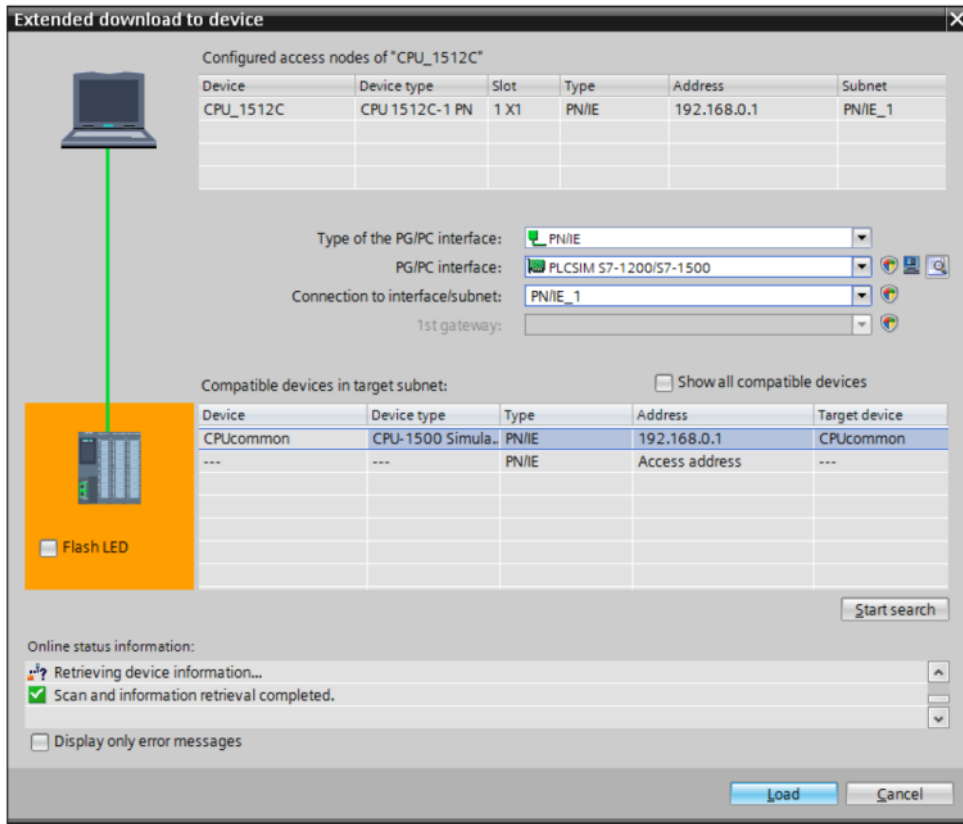 Extended download to device
Configured access nodes of "CPU_1512C"
Device Device type Slot Type Address Subnet
CPU_1512C CPU 1512C-1 PN 1 X1 PN/IE 192.168.0.1 PN/IE_1
Type of the PG/PC interface: PN/IE
PG/PC interface: PLCSIM S7-1200/S7-1500
Connection to interface/subnet: PN/IE_1
1st gateway:
Compatible devices in target subnet: Show all compatible devices
Device Device type Type Address Target device
CPUcommon CPU-1500 Simula.. PN/IE 192.168.0.1 CPUcommon
--- --- PN/IE Access address ---
Flash LED
Start search
Online status information:
Retrieving device information...
Scan and information retrieval completed.
Display only error messages
Load Cancel